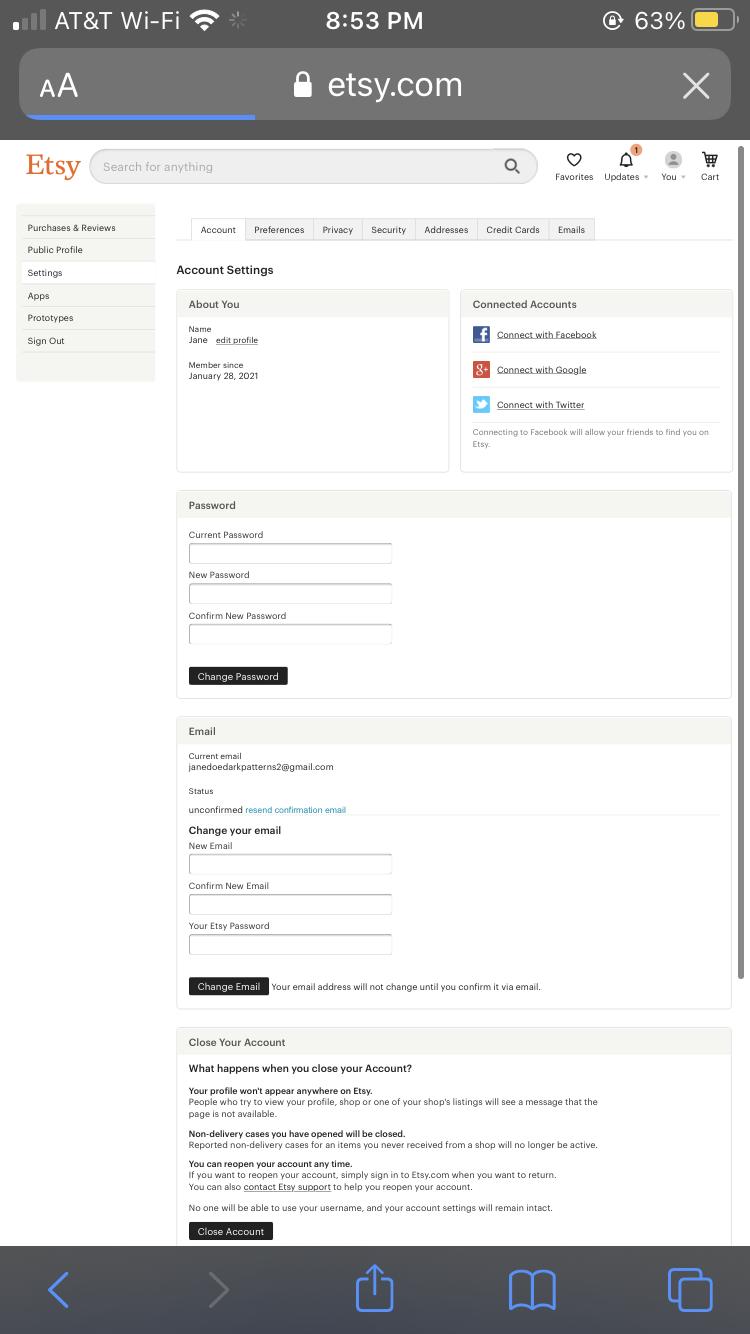 AT&T Wi-Fi 8:53 PM 63%
AA etsy.com
Etsy Search for anything Favorites Updates 1 You Cart
Purchases & Reviews
Public Profile
Settings
Apps
Prototypes
Sign Out
Account Preferences Privacy Security Addresses Credit Cards Emails
Account Settings
About You
Name
Jane edit profile
Member since
January 28, 2021
Connected Accounts
f Connect with Facebook
g+ Connect with Google
Connect with Twitter
Connecting to Facebook will allow your friends to find you on
Etsy.
Password
Current Password
New Password
Confirm New Password
Change Password
Email
Current email
janedoedarkpatterns2@gmail.com
Status
unconfirmed resend confirmation email
Change your email
New Email
Confirm New Email
Your Etsy Password
Change Email Your email address will not change until you confirm it via email.
Close Your Account
What happens when you close your Account?
Your profile won't appear anywhere on Etsy.
People who try to view your profile, shop or one of your shop's listings will see a message that the
page is not available.
Non-delivery cases you have opened will be closed.
Reported non-delivery cases for an items you never received from a shop will no longer be active.
You can reopen your account any time.
If you want to reopen your account, simply sign in to Etsy.com when you want to return.
You can also contact Etsy support to help you reopen your account.
No one will be able to use your username, and your account settings will remain intact.
Close Account